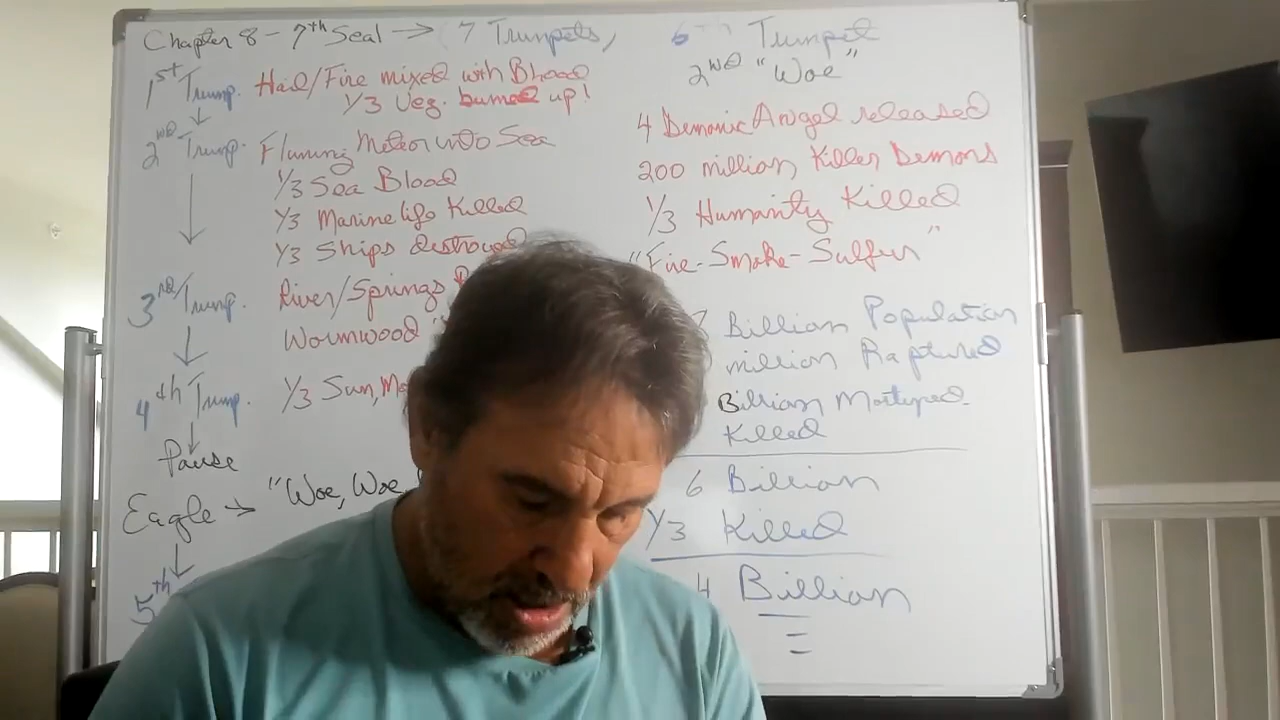 Chapter 8 - 7th Seal → 7 Trumpets,
1st Trump. Hail/Fire mixed with Blood
1/3 Veg. burned up!
2nd Trump. Flaming Meteor into Sea
1/3 Sea Blood
1/3 Marine life Killed
1/3 Ships destroyed
3rd Trump. River/Springs
Wormwood
4th Trump. 1/3 Sun,
Pause
Eagle → "Woe, Woe,
5th
6th Trumpet
2nd "Woe"
4 Demonic Angel released
200 million Killer Demons
1/3 Humanity Killed
"Fire-Smoke-Sulfur"
Billion Population
million Raptured
Billion Martyred
Killed
6 Billion
1/3 Killed
4 Billion